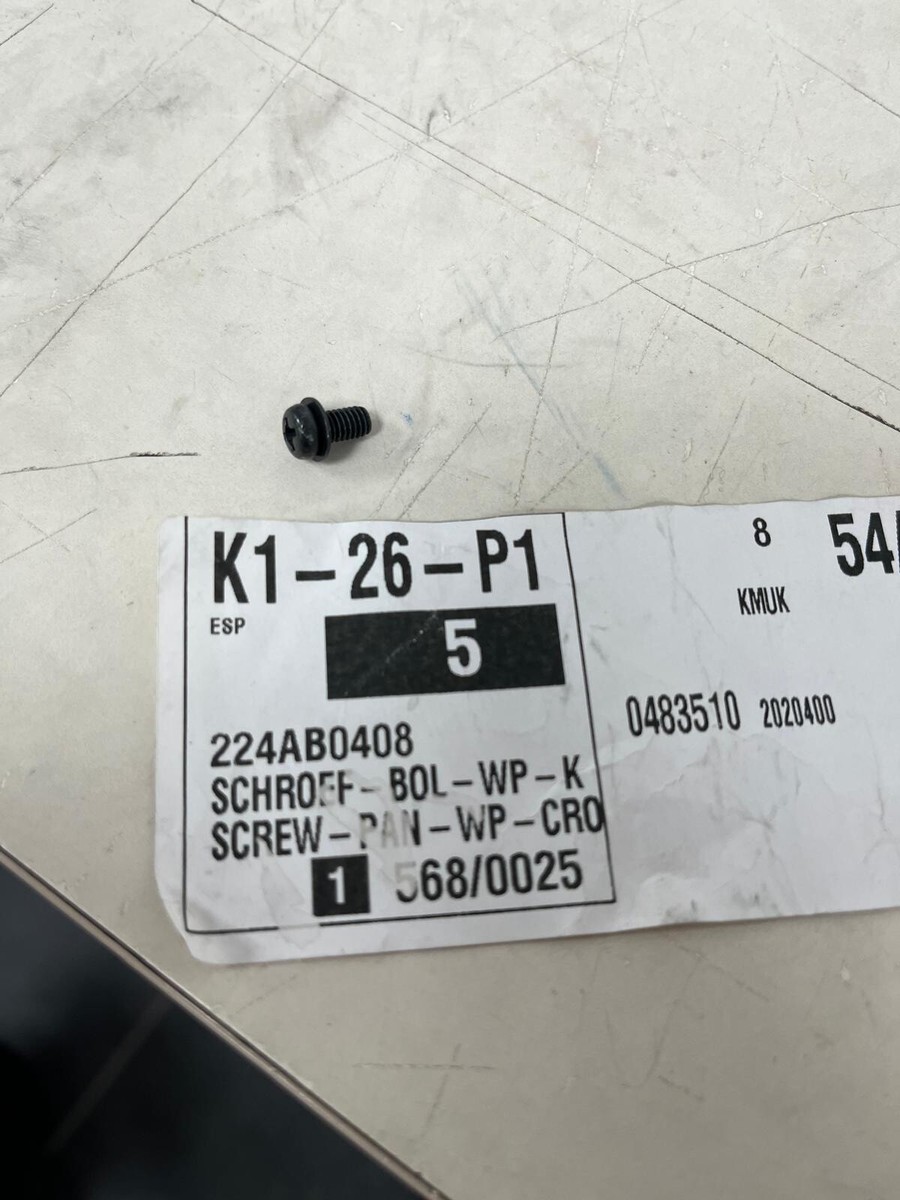 K1-26-P1
ESP
5
224AB0408
SCHROEF-BOL-WP-K
SCREW-PAN-WP-CRO
1 568/0025
8
KMUK
0483510 2020400
54/